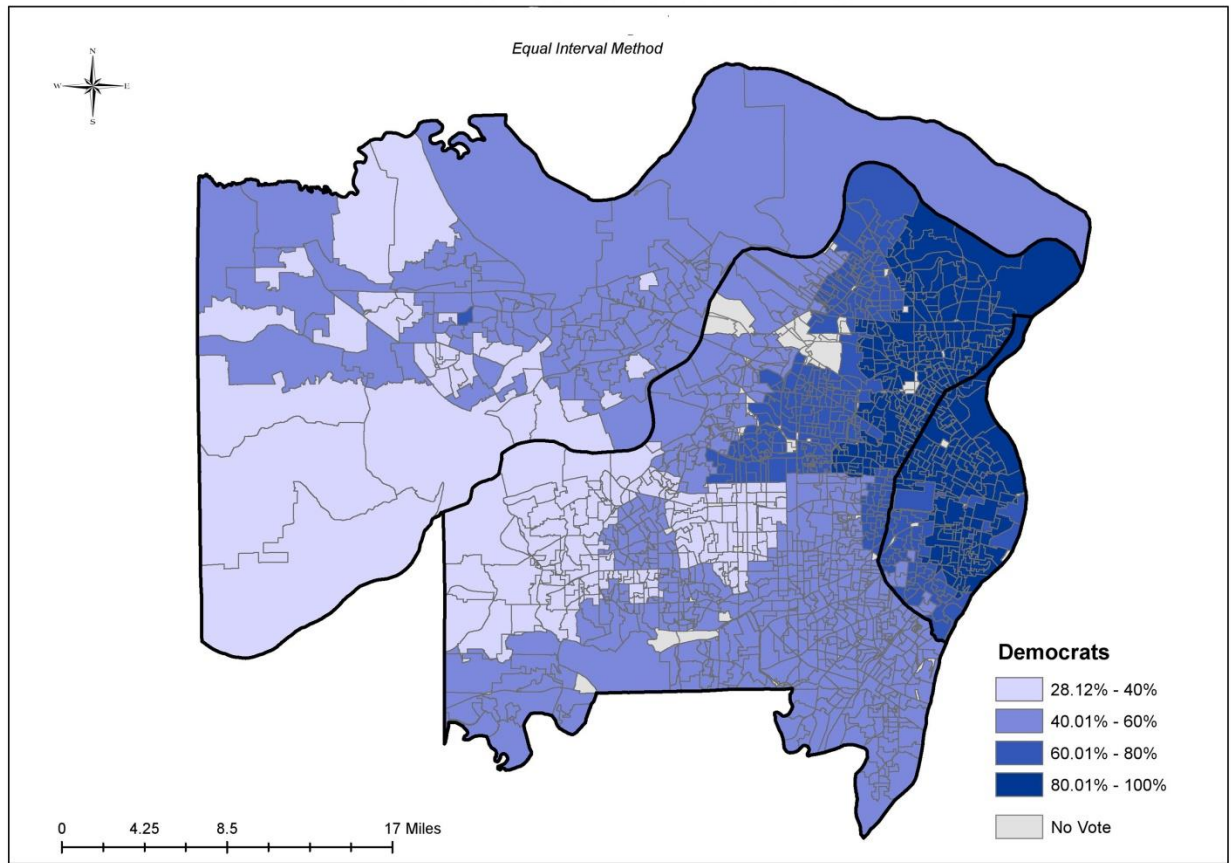 Equal Interval Method
N
W E
S
Democrats
28.12% - 40%
40.01% - 60%
60.01% - 80%
80.01% - 100%
No Vote
0 4.25 8.5 17 Miles